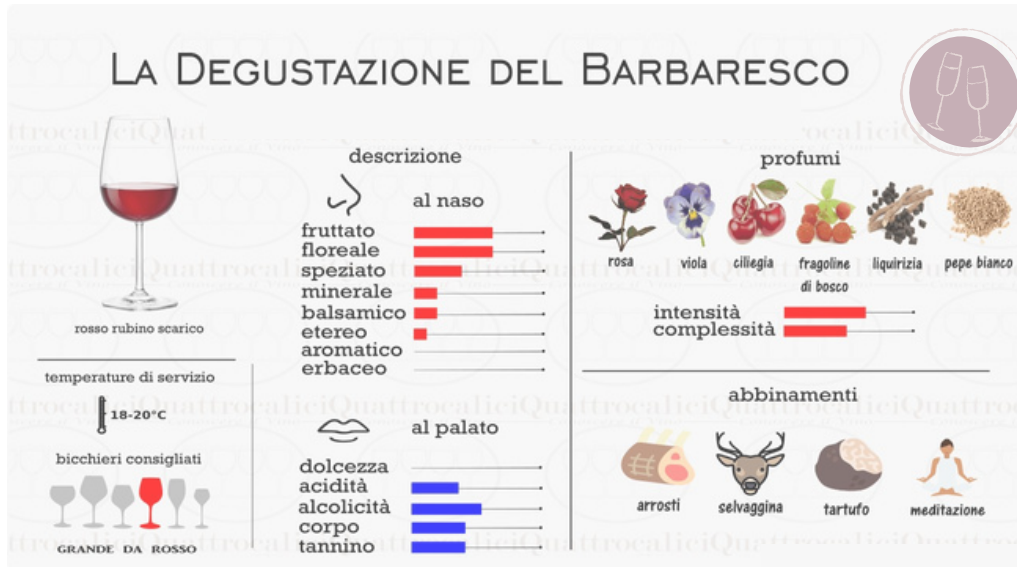 La Degustazione del Barbaresco
rosso rubino scarico
temperature di servizio
18-20°C
bicchieri consigliati
GRANDE DA ROSSO
descrizione
al naso
fruttato
floreale
speziato
minerale
balsamico
etereo
aromatico
erbaceo
al palato
dolcezza
acidità
alcolicità
corpo
tannino
profumi
rosa
viola
ciliegia
fragoline
di bosco
liquirizia
pepe bianco
intensità
complessità
abbinamenti
arrosti
selvaggina
tartufo
meditazione